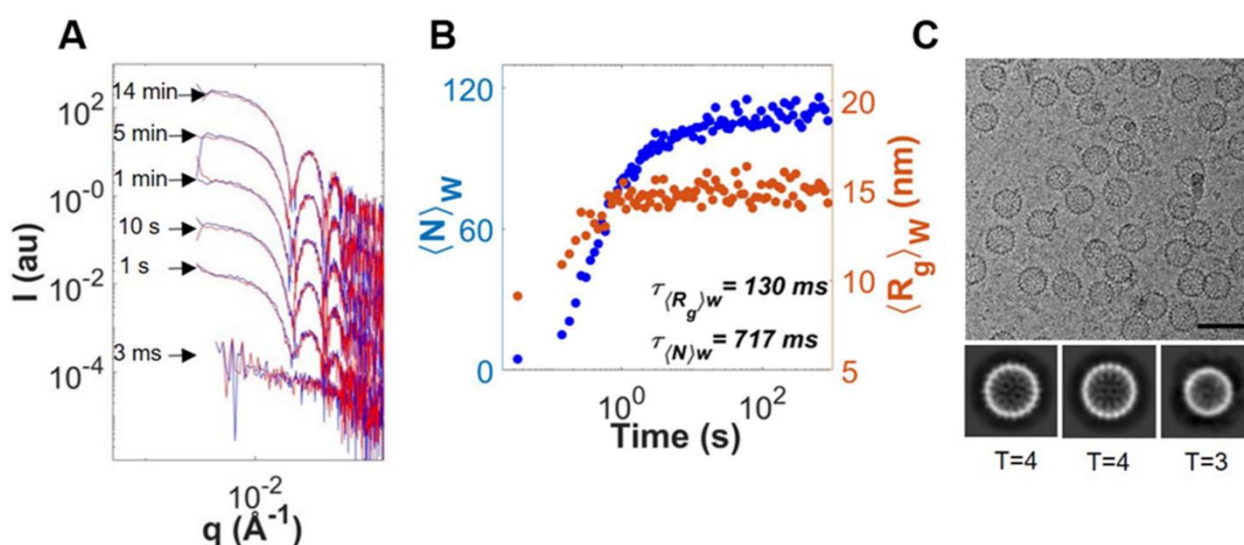 A
I (au)
10²
10⁻⁰
10⁻²
10⁻⁴
14 min
5 min
1 min
10 s
1 s
3 ms
10⁻²
q (Å⁻¹)
B
⟨N⟩w
120
60
0
τ⟨Rg⟩w = 130 ms
τ⟨N⟩w = 717 ms
20
15
10
5
⟨Rg⟩w (nm)
10⁰ 10²
Time (s)
C
T=4 T=4 T=3